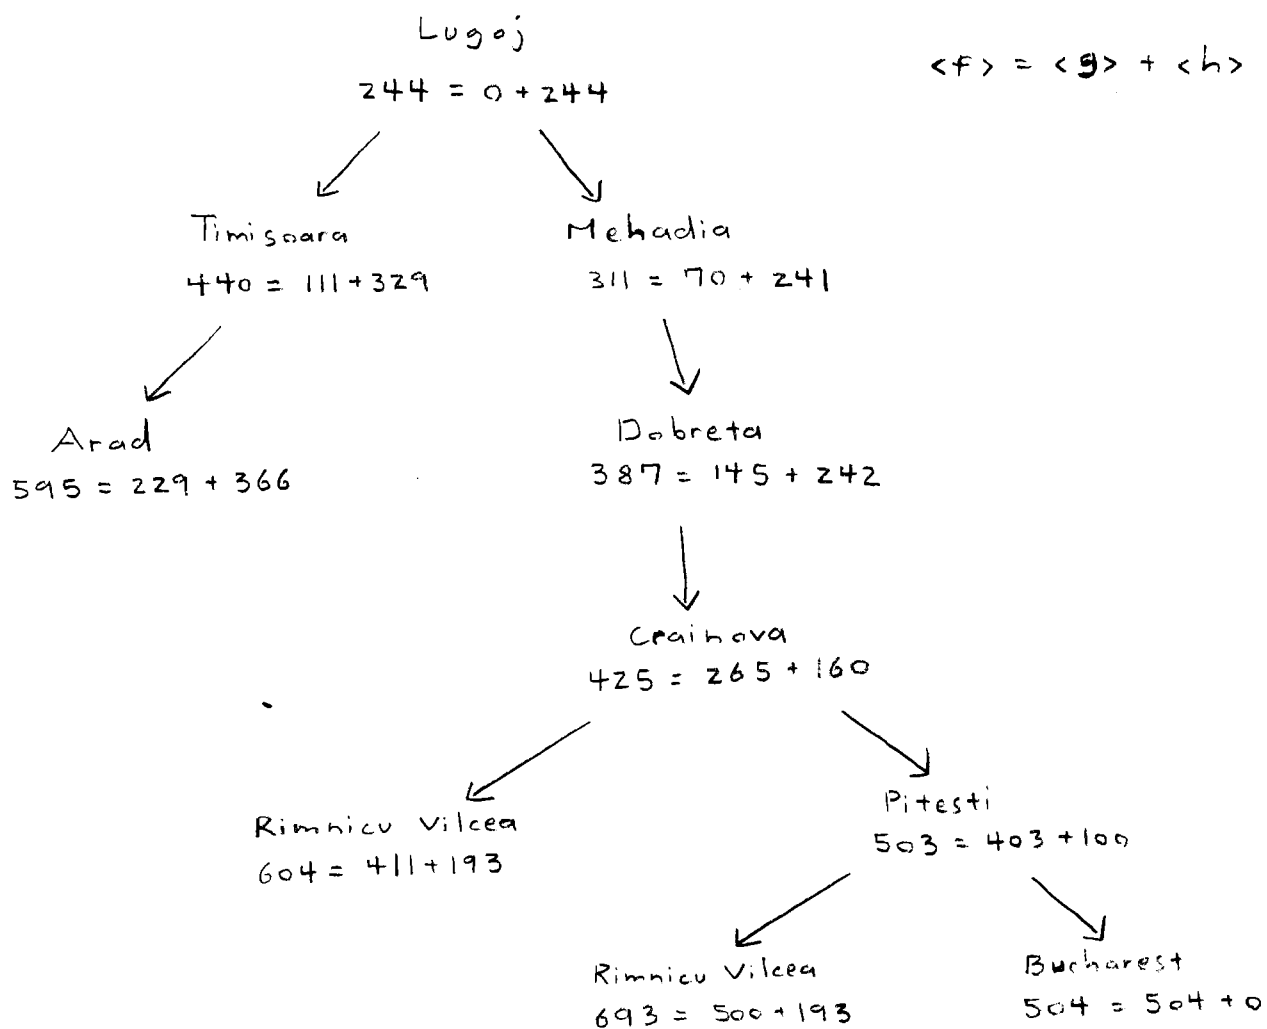 Lugoj
<f> = <g> + <h>
244 = 0 + 244
Timisoara
Mehadia
440 = 111 + 329
311 = 70 + 241
Arad
Dobreta
595 = 229 + 366
387 = 145 + 242
Crainova
425 = 265 + 160
Pitesti
Rimnicu Vilcea
503 = 403 + 100
604 = 411 + 193
Rimnicu Vilcea
Bucharest
693 = 500 + 193
504 = 504 + 0